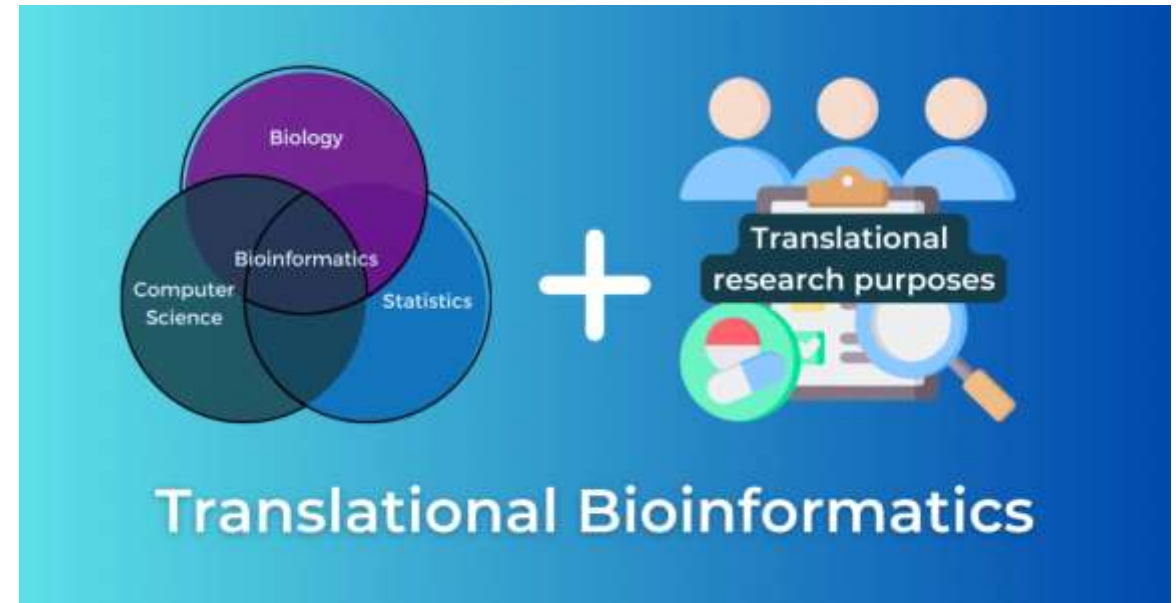 Biology
Bioinformatics
Computer
Science
Statistics
Translational
research purposes
Translational Bioinformatics